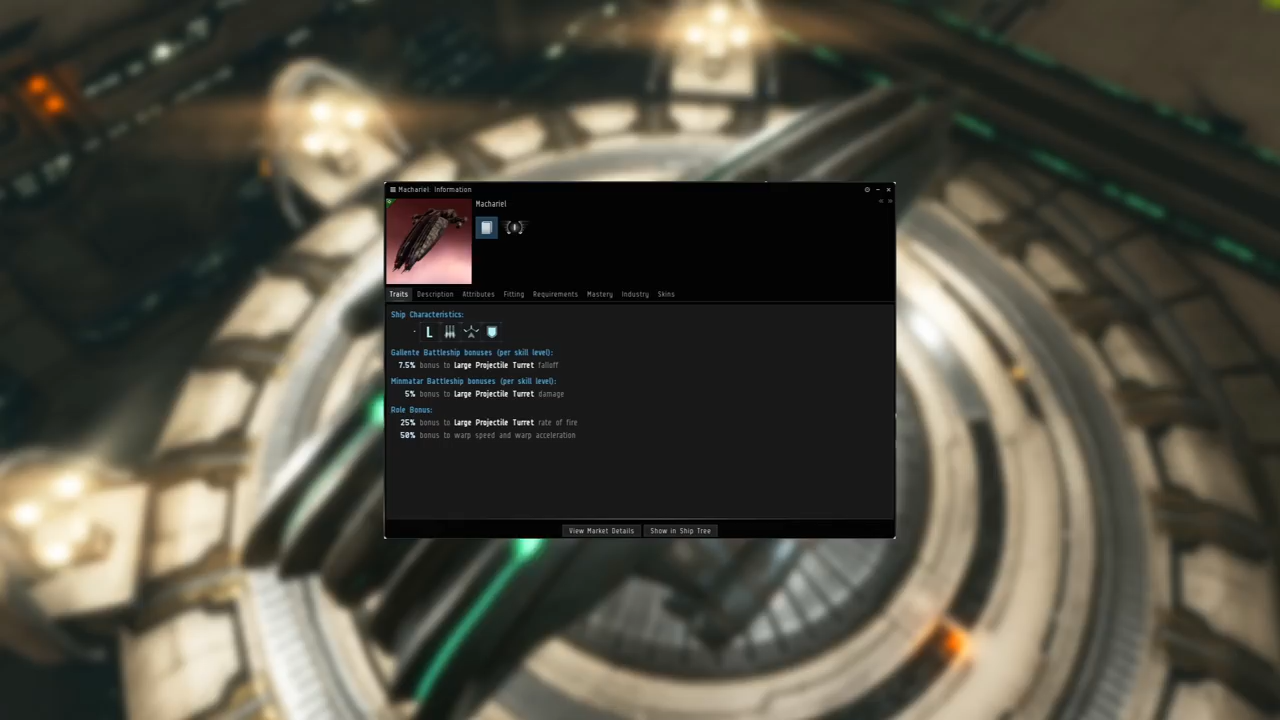 Machariel: Information
Machariel
Traits Description Attributes Fitting Requirements Mastery Industry Skins
Ship Characteristics:
L
Gallente Battleship bonuses (per skill level):
7.5% bonus to Large Projectile Turret falloff
Minmatar Battleship bonuses (per skill level):
5% bonus to Large Projectile Turret damage
Role Bonus:
25% bonus to Large Projectile Turret rate of fire
50% bonus to warp speed and warp acceleration
View Market Details Show in Ship Tree